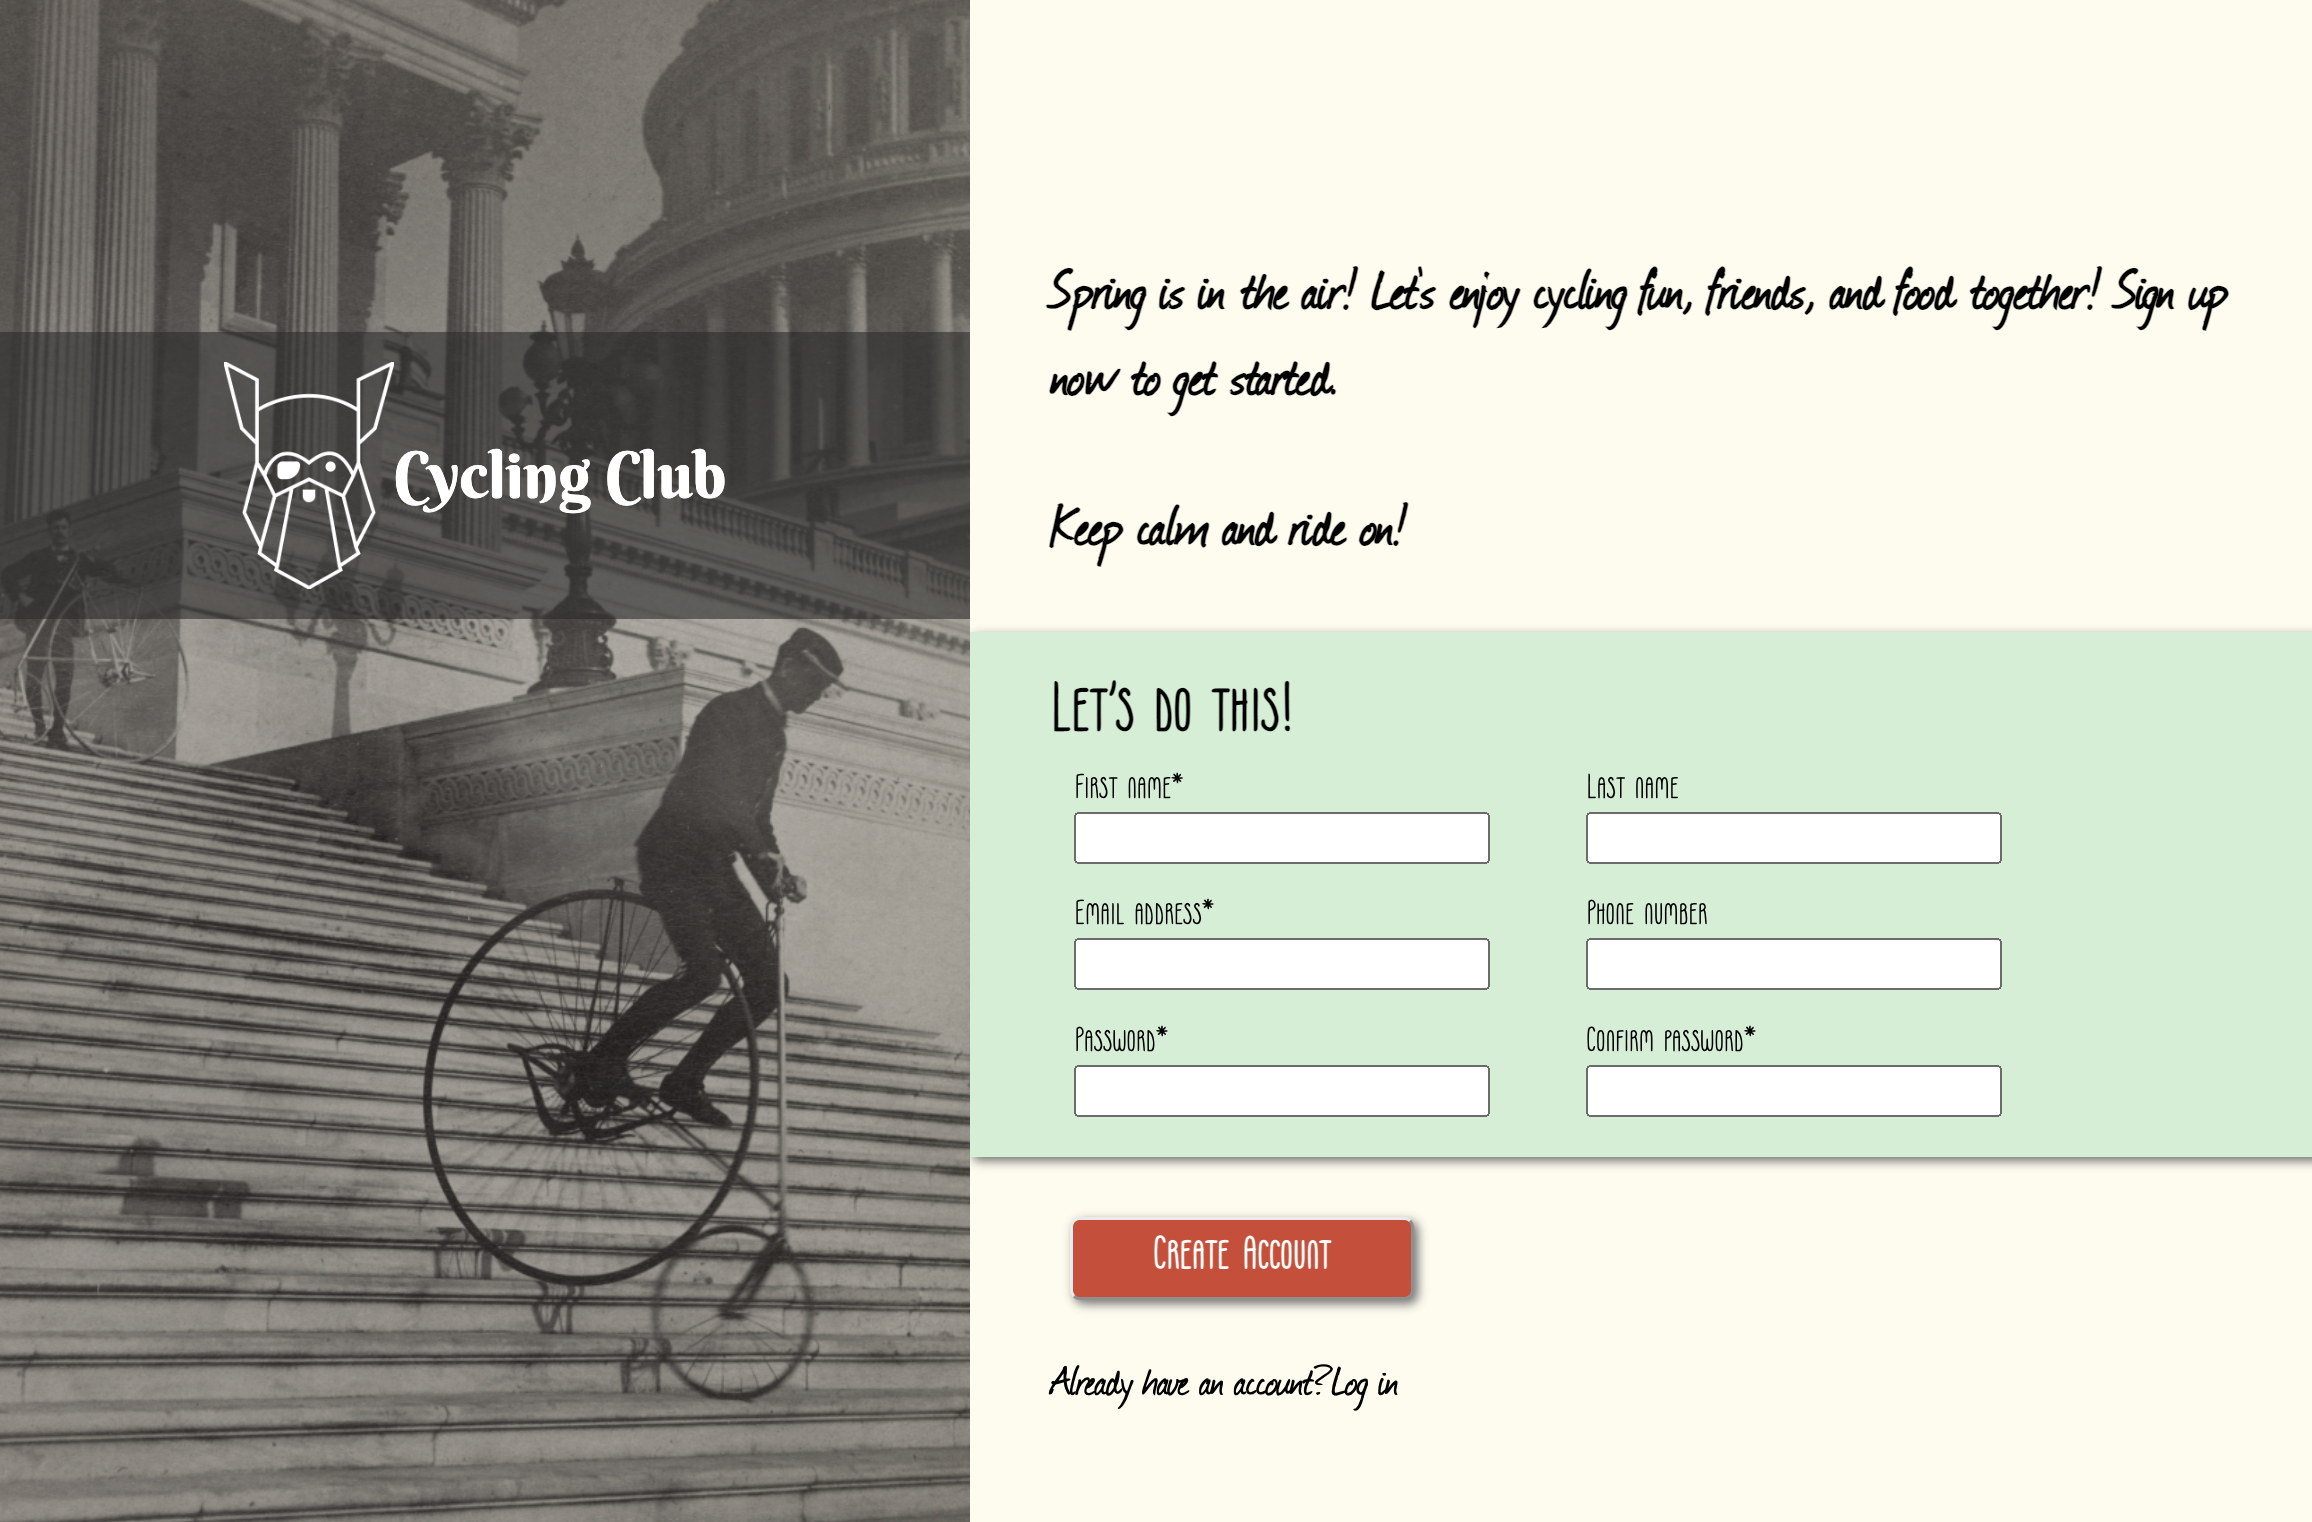 Cycling Club
Spring is in the air! Let's enjoy cycling fun, friends, and food together! Sign up
now to get started.
Keep calm and ride on!
Let's do this!
First name*
Last name
Email address*
Phone number
Password*
Confirm password*
Create Account
Already have an account?Log in